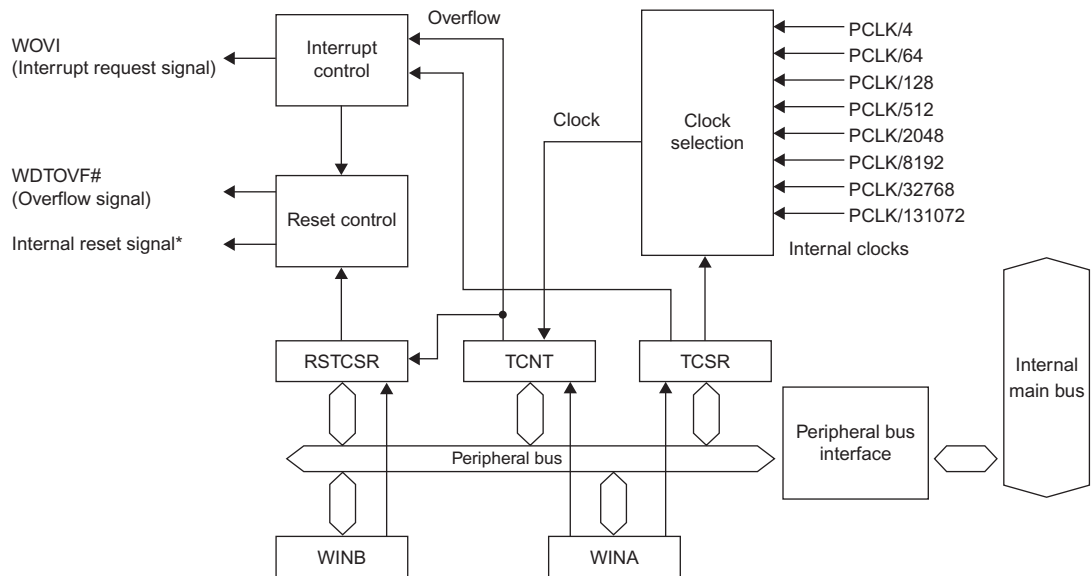 Overflow
WOVI
(Interrupt request signal)
Interrupt
control
PCLK/4
PCLK/64
PCLK/128
PCLK/512
PCLK/2048
PCLK/8192
PCLK/32768
PCLK/131072
Clock
Clock
selection
WDTOVF#
(Overflow signal)
Reset control
Internal reset signal*
Internal clocks
RSTCSR
TCNT
TCSR
Internal
main bus
Peripheral bus
Peripheral bus
interface
WINB
WINA